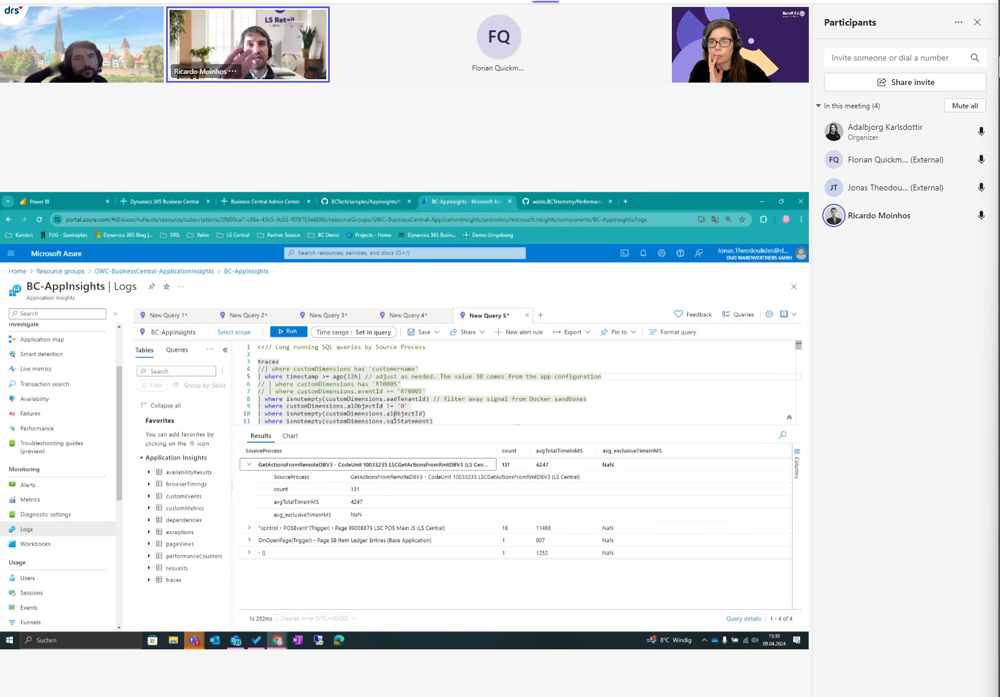 drs
LS Retail
Ricardo Moinhos ···
FQ
Florian Quickm...
Participants
Invite someone or dial a number
Share invite
In this meeting (4)
Mute all
Adalbjorg Karlsdottir
Organizer
FQ
Florian Quickm... (External)
JT
Jonas Theodou... (External)
Ricardo Moinhos
Power BI
Dynamics 365 Business Central
Business Central Admin Center
BCTech/samples/AppInsights/K
BC-AppInsights - Microsoft Azu
waldo.BCTelemetry/Performanc
portal.azure.com/#@duoschuhe.de/resource/subscriptions/3fb00ca7-c86e-43c5-9c82-f8f9753e608b/resourceGroups/GWC-BusinessCentral-ApplicationInsights/providers/microsoft.insights/components/BC-AppInsights/logs
Kunden
FUG - Speiseplan
Dynamics 365 Blog |...
DRS
Relex
LS Central
Partner Source
BC Demo
Projects - Home
Dynamics 365 Busin...
Demo-Umgebung
Microsoft Azure
Search resources, services, and docs (G+/)
Jonas.Theodoulides@d...
DUO WARENVERTRIEBS GMBH
Home > Resource groups > GWC-BusinessCentral-ApplicationInsights > BC-AppInsights
BC-AppInsights | Logs
Application Insights
Search
Investigate
Application map
Smart detection
Live metrics
Transaction search
Availability
Failures
Performance
Troubleshooting guides
(preview)
Monitoring
Alerts
Metrics
Diagnostic settings
Logs
Workbooks
Usage
Users
Sessions
Events
Funnels
New Query 1*
New Query 2*
New Query 3*
New Query 4*
New Query 5*
Feedback
Queries
BC-AppInsights
Select scope
Run
Time range : Set in query
Save
Share
New alert rule
Export
Pin to
Format query
Tables
Queries
···
Search
Filter
Group by: Solut
Collapse all
Favorites
You can add favorites by
clicking on the ☆ icon
Application Insights
availabilityResults
browserTimings
customEvents
customMetrics
dependencies
exceptions
pageViews
performanceCounters
requests
traces
1 <<// Long running SQL queries by Source Process
2
3 traces
4 //| where customDimensions has 'customername'
5 | where timestamp >= ago(12h) // adjust as needed. The value 30 comes from the app configuration
6 // | where customDimensions has 'RT0005'
7 // | where customDimensions.eventId == 'RT0005'
8 | where isnotempty(customDimensions.aadTenantId) // filter away signal from Docker sandboxes
9 | where customDimensions.alObjectId != '0'
10 | where isnotempty(customDimensions.alObjectId)
11 | where isnotempty(customDimensions.sqlStatement)
Results
Chart
SourceProcess count avgTotalTimeInMS avg_exclusiveTimeInMS
GetActionsFromRemoteDBV3 - CodeUnit 10033235 LSCGetActionsFromRmtDBV3 (LS Cen... 131 4247 NaN
SourceProcess GetActionsFromRemoteDBV3 - CodeUnit 10033235 LSCGetActionsFromRmtDBV3 (LS Central)
count 131
avgTotalTimeInMS 4247
avg_exclusiveTimeInMS NaN
"control - POSEvent"(Trigger) - Page 99008879 LSC POS Main JS (LS Central) 18 11466 NaN
OnOpenPage(Trigger) - Page 38 Item Ledger Entries (Base Application) 1 907 NaN
- () 1 1252 NaN
Columns
1s 202ms
Display time (UTC+00:00)
Query details
1 - 4 of 4
Suchen
8°C Windig
15:39
09.04.2024